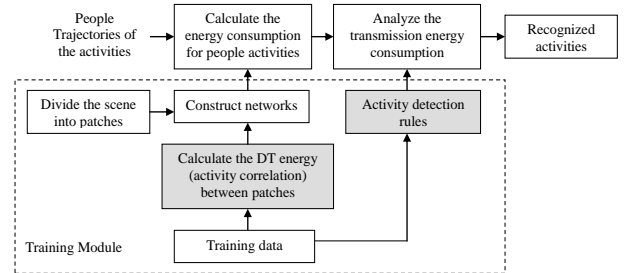 People
Trajectories of
the activities
Calculate the
energy consumption
for people activities
Analyze the
transmission energy
consumption
Recognized
activities
Divide the scene
into patches
Construct networks
Activity detection
rules
Calculate the DT energy
(activity correlation)
between patches
Training Module
Training data